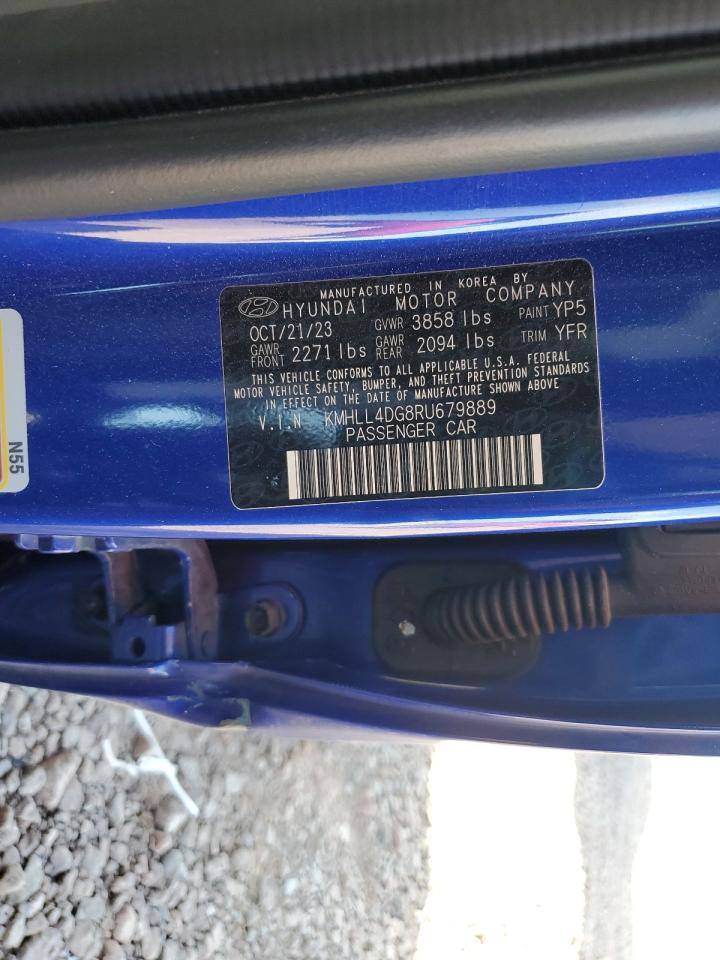 MANUFACTURED IN KOREA BY
HYUNDAI MOTOR COMPANY
OCT/21/23 GVWR 3858 lbs PAINT YP5
GAWR FRONT 2271 lbs GAWR REAR 2094 lbs TRIM YFR
THIS VEHICLE CONFORMS TO ALL APPLICABLE U.S.A. FEDERAL
MOTOR VEHICLE SAFETY, BUMPER, AND THEFT PREVENTION STANDARDS
IN EFFECT ON THE DATE OF MANUFACTURE SHOWN ABOVE.
V.I.N. KMHLL4DG8RU679889
PASSENGER CAR
N55